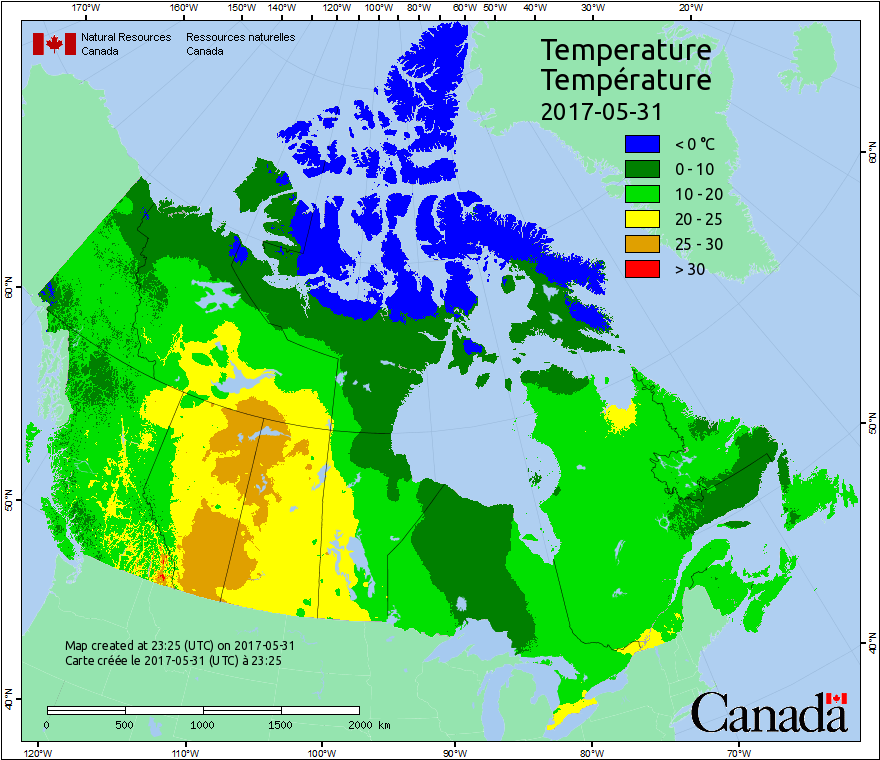 170°W 160°W 150°W 140°W 130°W 120°W 110°W 100°W 80°W 60°W 50°W 40°W 30°W 20°W
Natural Resources Ressources naturelles
Canada Canada
Temperature
Température
2017-05-31
< 0 °C
0 - 10
10 - 20
20 - 25
25 - 30
> 30
60°N
60°N
50°N
50°N
40°N
40°N
Map created at 23:25 (UTC) on 2017-05-31
Carte créée le 2017-05-31 (UTC) à 23:25
0 500 1000 1500 2000 km
Canada
120°W 110°W 100°W 90°W 80°W 70°W